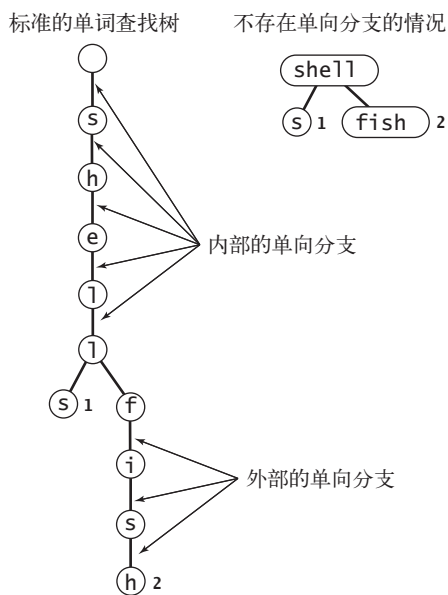 标准的单词查找树
不存在单向分支的情况
shell
s 1
fish 2
s
h
e
l
l
内部的单向分支
s 1
f
i
s
h 2
外部的单向分支